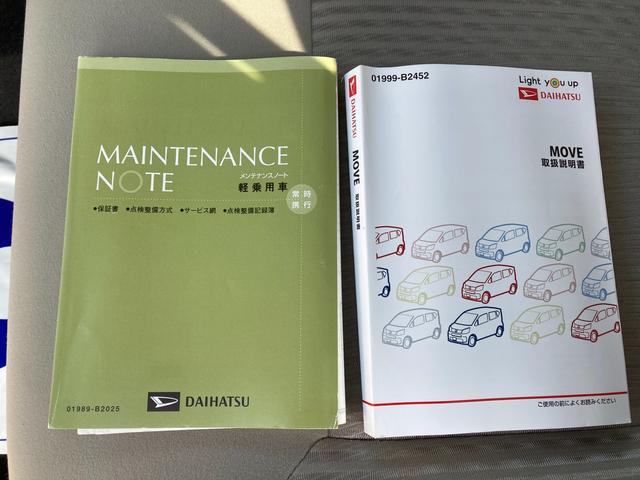 MAINTENANCE
NOTE
メンテナンスノート
軽乗用車
常時
携行
●保証書 ●点検整備方式 ●サービス網 ●点検整備記録簿
01989-B2025
DAIHATSU
DAIHATSU
MOVE 取扱説明書
01999-B2452
Light you up
DAIHATSU
MOVE
取扱説明書
ご使用の前によくお読みください